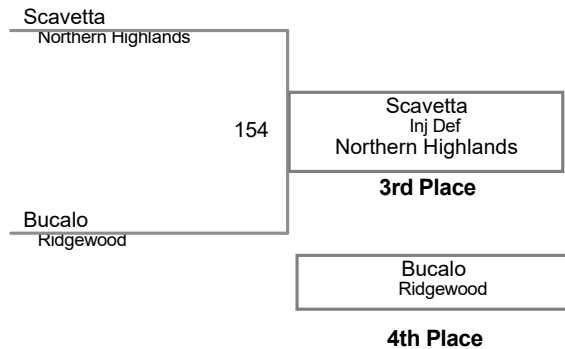 Scavetta
Northern Highlands
154
Scavetta
Inj Def
Northern Highlands
3rd Place
Bucalo
Ridgewood
Bucalo
Ridgewood
4th Place